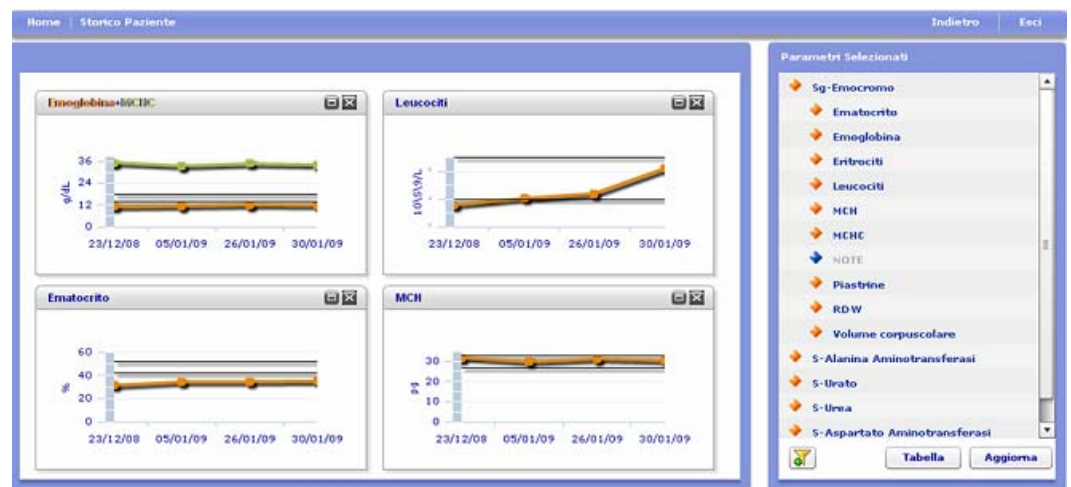 Home | Storico Paziente
Indietro | Esci
Emoglobina+MCHC
36
24
12
0
g/dL
23/12/08 05/01/09 26/01/09 30/01/09
Leucociti
10\S\9/L
23/12/08 05/01/09 26/01/09 30/01/09
Ematocrito
60
40
20
0
%
23/12/08 05/01/09 26/01/09 30/01/09
MCH
30
20
10
0
pg
23/12/08 05/01/09 26/01/09 30/01/09
Parametri Selezionati
Sg-Emocromo
Ematocrito
Emoglobina
Eritrociti
Leucociti
MCH
MCHC
NOTE
Piastrine
RDW
Volume corpuscolare
S-Alanina Aminotransferasi
S-Urato
S-Urea
S-Aspartato Aminotransferasi
Tabella
Aggiorna